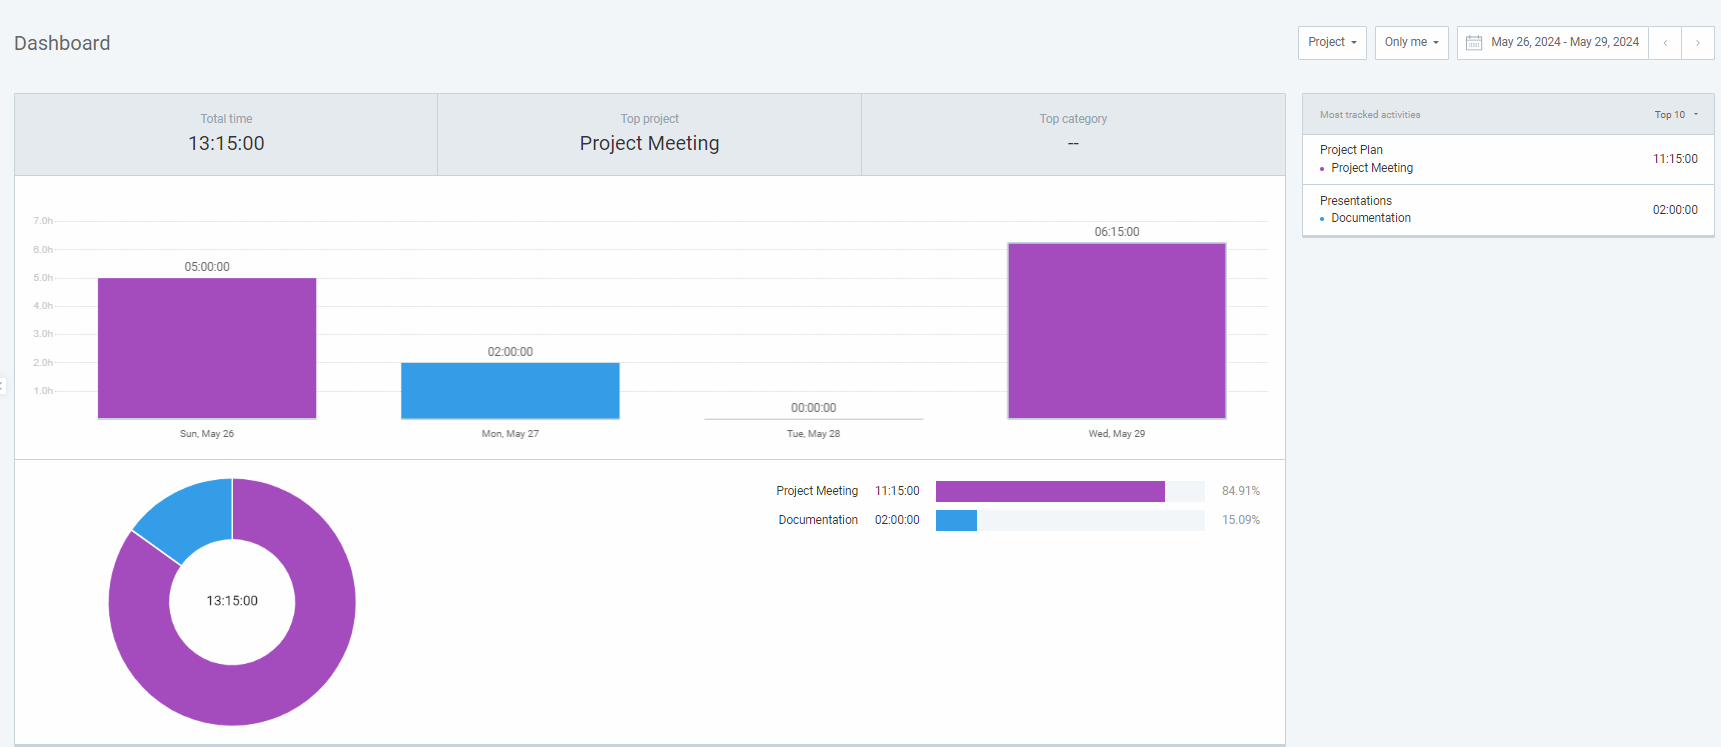 Dashboard
Project
Only me
May 26, 2024 - May 29, 2024
Total time
13:15:00
Top project
Project Meeting
Top category
--
Most tracked activities
Top 10
Project Plan
Project Meeting
11:15:00
Presentations
Documentation
02:00:00
7.0h
6.0h
5.0h
4.0h
3.0h
2.0h
1.0h
05:00:00
02:00:00
00:00:00
06:15:00
Sun, May 26
Mon, May 27
Tue, May 28
Wed, May 29
13:15:00
Project Meeting 11:15:00 84.91%
Documentation 02:00:00 15.09%